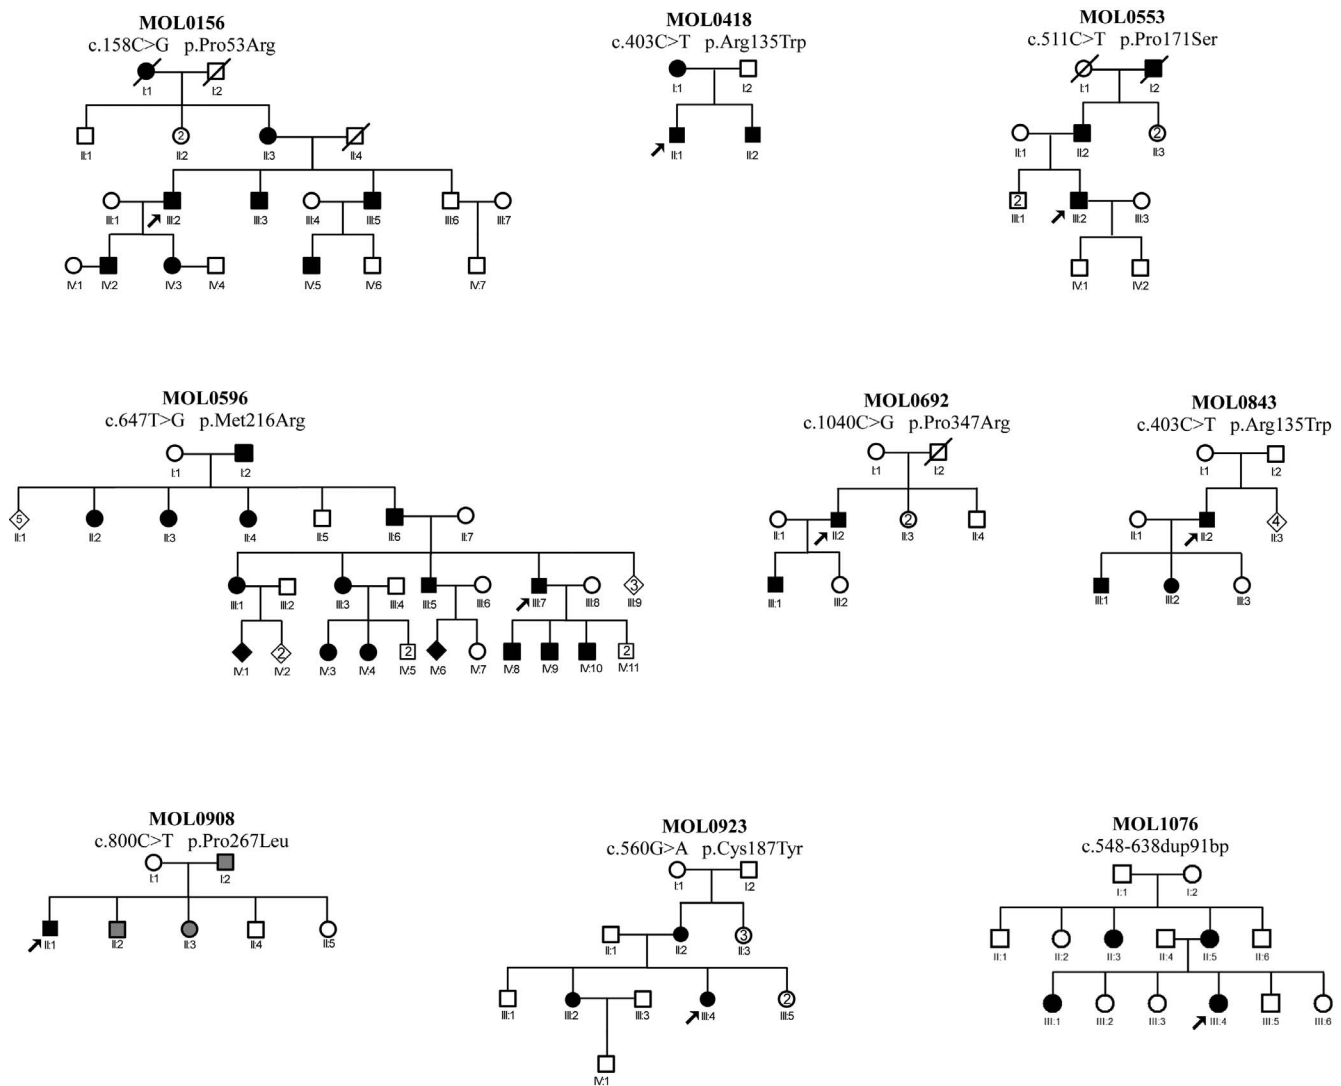 MOL0156
c.158C>G p.Pro53Arg
I:1 I:2
2
II:1 II:2 II:3 II:4
III:1 III:2 III:3 III:4 III:5 III:6 III:7
IV:1 IV:2 IV:3 IV:4 IV:5 IV:6 IV:7
MOL0418
c.403C>T p.Arg135Trp
I:1 I:2
II:1 II:2
MOL0553
c.511C>T p.Pro171Ser
I:1 I:2
2
II:1 II:2 II:3
2
III:1 III:2 III:3
IV:1 IV:2
MOL0596
c.647T>G p.Met216Arg
I:1 I:2
5
II:1 II:2 II:3 II:4 II:5 II:6 II:7
3
III:1 III:2 III:3 III:4 III:5 III:6 III:7 III:8 III:9
2 2 2
IV:1 IV:2 IV:3 IV:4 IV:5 IV:6 IV:7 IV:8 IV:9 IV:10 IV:11
MOL0692
c.1040C>G p.Pro347Arg
I:1 I:2
2
II:1 II:2 II:3 II:4
III:1 III:2
MOL0843
c.403C>T p.Arg135Trp
I:1 I:2
4
II:1 II:2 II:3
III:1 III:2 III:3
MOL0908
c.800C>T p.Pro267Leu
I:1 I:2
II:1 II:2 II:3 II:4 II:5
MOL0923
c.560G>A p.Cys187Tyr
I:1 I:2
3
II:1 II:2 II:3
2
III:1 III:2 III:3 III:4 III:5
IV:1
MOL1076
c.548-638dup91bp
I:1 I:2
II:1 II:2 II:3 II:4 II:5 II:6
III:1 III:2 III:3 III:4 III:5 III:6